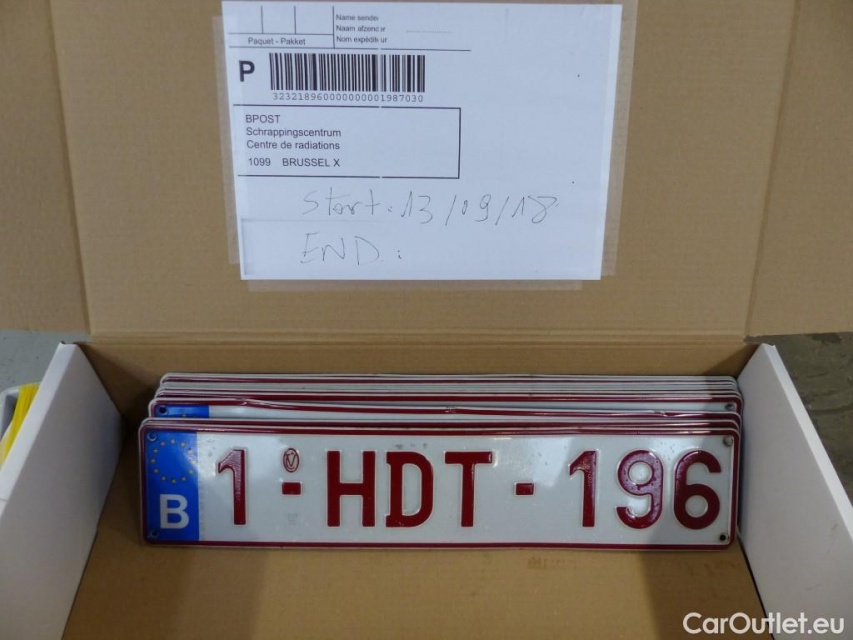 Name sender
Naam afzender
Paquet - Pakket
Nom expéditeur
P
3232189600000000001987030
BPOST
Schrappingscentrum
Centre de radiations
1099 BRUSSEL X
Start: 13/09/18
END:
B
1-HDT-196
CarOutlet.eu